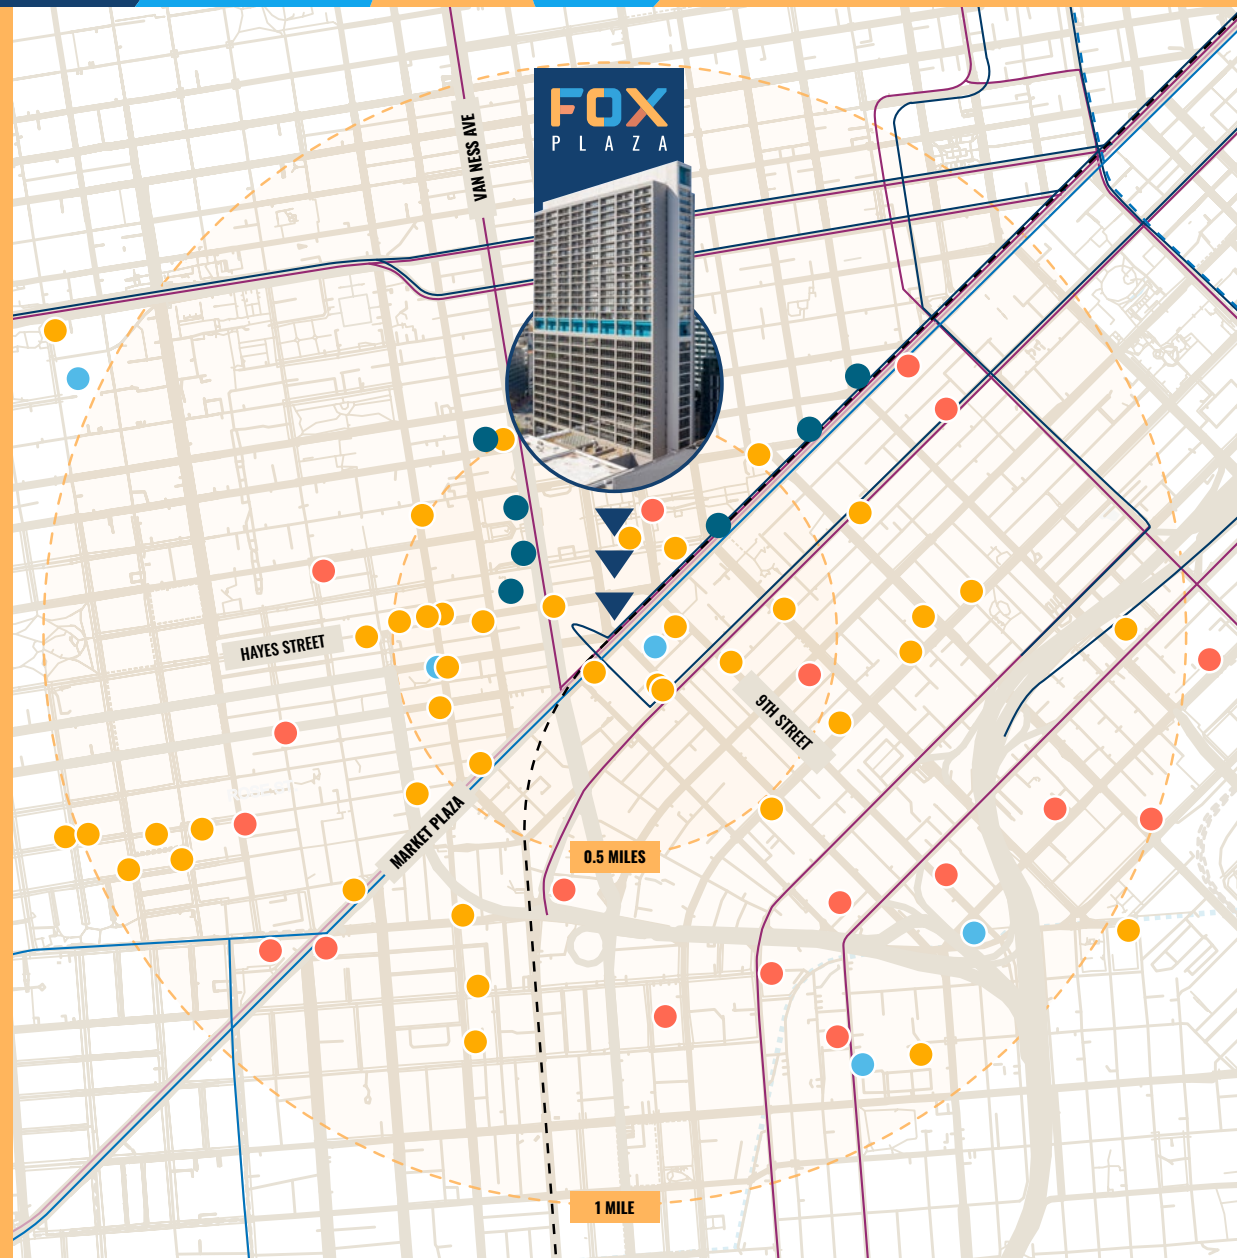 FOX
PLAZA
VAN NESS AVE
HAYES STREET
9TH STREET
MARKET PLAZA
0.5 MILES
1 MILE